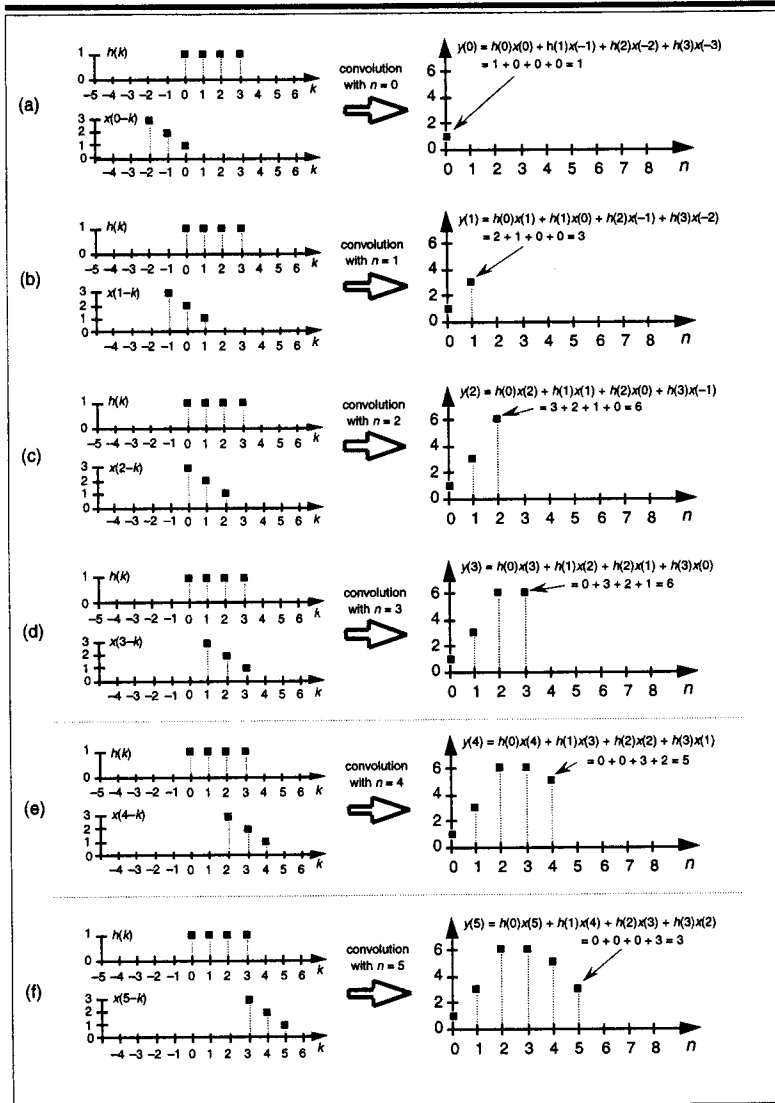 (a)
1 h(k)
0
−5 −4 −3 −2 −1 0 1 2 3 4 5 6 k
3 x(0–k)
2
1
0
−4 −3 −2 −1 0 1 2 3 4 5 6 k
convolution
with n = 0
y(0) = h(0)x(0) + h(1)x(-1) + h(2)x(-2) + h(3)x(-3)
= 1 + 0 + 0 + 0 = 1
6
4
2
0
0 1 2 3 4 5 6 7 8 n
(b)
1 h(k)
0
−5 −4 −3 −2 −1 0 1 2 3 4 5 6 k
3 x(1–k)
2
1
0
−4 −3 −2 −1 0 1 2 3 4 5 6 k
convolution
with n = 1
y(1) = h(0)x(1) + h(1)x(0) + h(2)x(-1) + h(3)x(-2)
= 2 + 1 + 0 + 0 = 3
6
4
2
0
0 1 2 3 4 5 6 7 8 n
(c)
1 h(k)
0
−5 −4 −3 −2 −1 0 1 2 3 4 5 6 k
3 x(2–k)
2
1
0
−4 −3 −2 −1 0 1 2 3 4 5 6 k
convolution
with n = 2
y(2) = h(0)x(2) + h(1)x(1) + h(2)x(0) + h(3)x(-1)
= 3 + 2 + 1 + 0 = 6
6
4
2
0
0 1 2 3 4 5 6 7 8 n
(d)
1 h(k)
0
−5 −4 −3 −2 −1 0 1 2 3 4 5 6 k
3 x(3–k)
2
1
0
−4 −3 −2 −1 0 1 2 3 4 5 6 k
convolution
with n = 3
y(3) = h(0)x(3) + h(1)x(2) + h(2)x(1) + h(3)x(0)
= 0 + 3 + 2 + 1 = 6
6
4
2
0
0 1 2 3 4 5 6 7 8 n
(e)
1 h(k)
0
−5 −4 −3 −2 −1 0 1 2 3 4 5 6 k
3 x(4–k)
2
1
0
−4 −3 −2 −1 0 1 2 3 4 5 6 k
convolution
with n = 4
y(4) = h(0)x(4) + h(1)x(3) + h(2)x(2) + h(3)x(1)
= 0 + 0 + 3 + 2 = 5
6
4
2
0
0 1 2 3 4 5 6 7 8 n
(f)
1 h(k)
0
−5 −4 −3 −2 −1 0 1 2 3 4 5 6 k
3 x(5–k)
2
1
0
−4 −3 −2 −1 0 1 2 3 4 5 6 k
convolution
with n = 5
y(5) = h(0)x(5) + h(1)x(4) + h(2)x(3) + h(3)x(2)
= 0 + 0 + 0 + 3 = 3
6
4
2
0
0 1 2 3 4 5 6 7 8 n